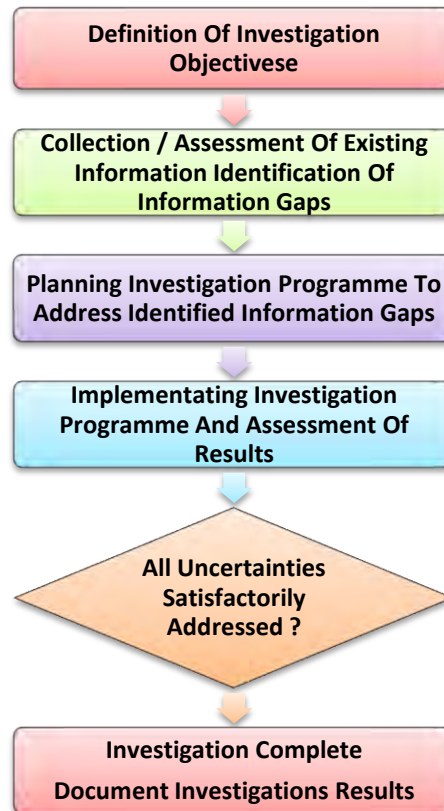 Definition Of Investigation
Objectivese
Collection / Assessment Of Existing
Information Identification Of
Information Gaps
Planning Investigation Programme To
Address Identified Information Gaps
Implementating Investigation
Programme And Assessment Of
Results
All Uncertainties
Satisfactorily
Addressed ?
Investigation Complete
Document Investigations Results